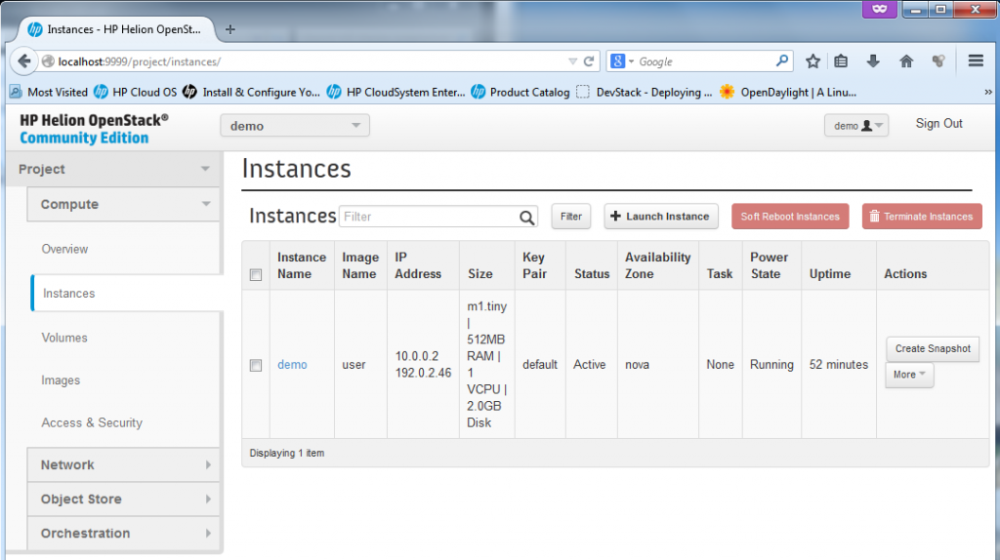 Instances - HP Helion OpenSt...
localhost:9999/project/instances/
Google
Most Visited HP Cloud OS Install & Configure Yo... HP CloudSystem Enter... Product Catalog DevStack - Deploying ... OpenDaylight | A Linu... »
HP Helion OpenStack®
Community Edition
demo
demo
Sign Out
Project
Compute
Overview
Instances
Volumes
Images
Access & Security
Network
Object Store
Orchestration
Instances
Instances Filter Filter + Launch Instance Soft Reboot Instances Terminate Instances
Instance Name Image Name IP Address Size Key Pair Status Availability Zone Task Power State Uptime Actions
demo
user
10.0.0.2
192.0.2.46
m1.tiny
|
512MB
RAM |
1
VCPU |
2.0GB
Disk
default
Active
nova
None
Running
52 minutes
Create Snapshot
More
Displaying 1 item